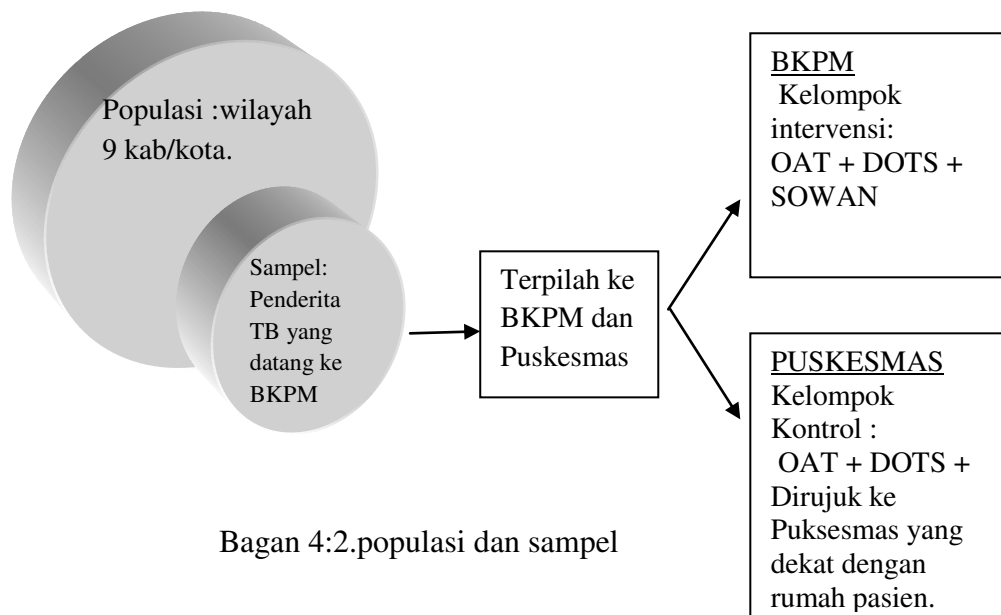 Populasi :wilayah
9 kab/kota.
Sampel:
Penderita
TB yang
datang ke
BKPM
Terpilah ke
BKPM dan
Puskesmas
BKPM
Kelompok
intervensi:
OAT + DOTS +
SOWAN
PUSKESMAS
Kelompok
Kontrol :
OAT + DOTS +
Dirujuk ke
Puksesmas yang
dekat dengan
rumah pasien.
Bagan 4:2.populasi dan sampel